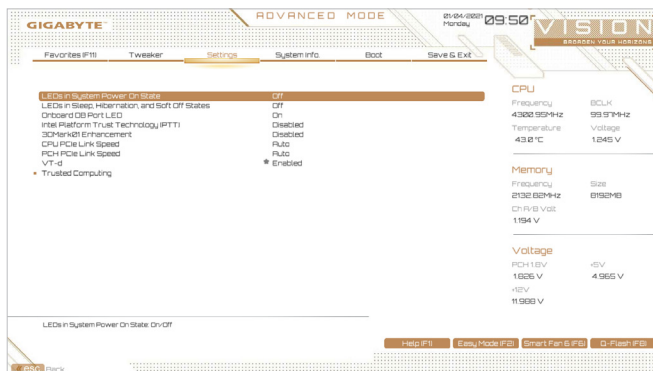 GIGABYTE
ADVANCED MODE
01/04/2021 Monday 09:50
VISION
BROADEN YOUR HORIZONS
Favorites (F11) Tweaker Settings System Info. Boot Save & Exit
LEDs in System Power On State Off
LEDs in Sleep, Hibernation, and Soft Off States Off
Onboard DB Port LED On
Intel Platform Trust Technology (PTT) Disabled
3DMark01 Enhancement Disabled
CPU PCIe Link Speed Auto
PCH PCIe Link Speed Auto
VT-d Enabled
Trusted Computing
CPU
Frequency BCLK
4300.95MHz 99.97MHz
Temperature Voltage
43.0 °C 1.245 V
Memory
Frequency Size
2132.82MHz 8192MB
Ch A/B Volt
1.194 V
Voltage
PCH 1.8V +5V
1.826 V 4.965 V
+12V
11.988 V
LEDs in System Power On State: On/Off
Help (F1) Easy Mode (F2) Smart Fan 6 (F6) Q-Flash (F8)
esc Back